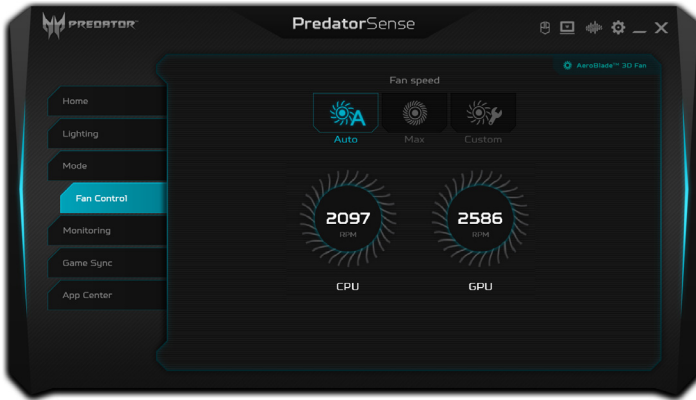 PREDATOR
PredatorSense
AeroBlade™ 3D Fan
Fan speed
Home
Lighting
Mode
Fan Control
Monitoring
Game Sync
App Center
Auto
Max
Custom
2097
RPM
CPU
2586
RPM
GPU